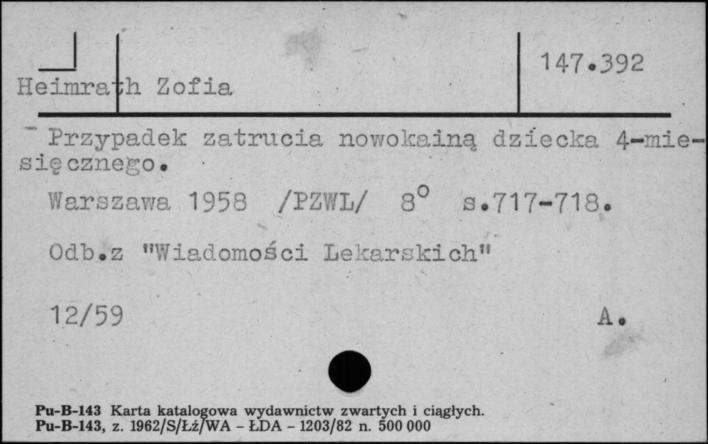 147.392
Heimrath Zofia
Przypadek zatrucia nowokainą dziecka 4-mie-
sięcznego.
Warszawa 1958 /PZWL/ 8° s.717-718.
Odb.z "Wiadomości Lekarskich"
12/59 A.
Pu-B-143 Karta katalogowa wydawnictw zwartych i ciągłych.
Pu-B-143, z. 1962/S/Łź/WA - ŁDA - 1203/82 n. 500 000